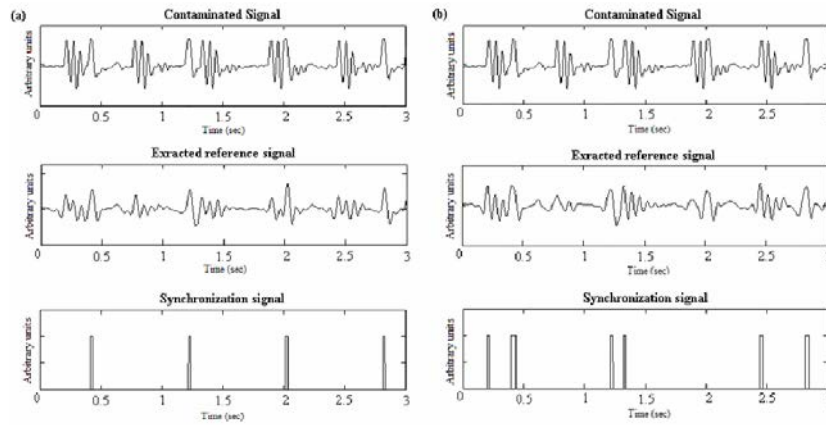 (a)
Contaminated Signal
Arbitrary units
0 0.5 1 1.5 2 2.5 3
Time (sec)
Exracted reference signal
Arbitrary units
0 0.5 1 1.5 2 2.5 3
Time (sec)
Synchronization signal
Arbitrary units
0 0.5 1 1.5 2 2.5 3
Time (sec)
(b)
Contaminated Signal
Arbitrary units
0 0.5 1 1.5 2 2.5
Time (sec)
Exracted reference signal
Arbitrary units
0 0.5 1 1.5 2 2.5
Time (sec)
Synchronization signal
Arbitrary units
0 0.5 1 1.5 2 2.5
Time (sec)